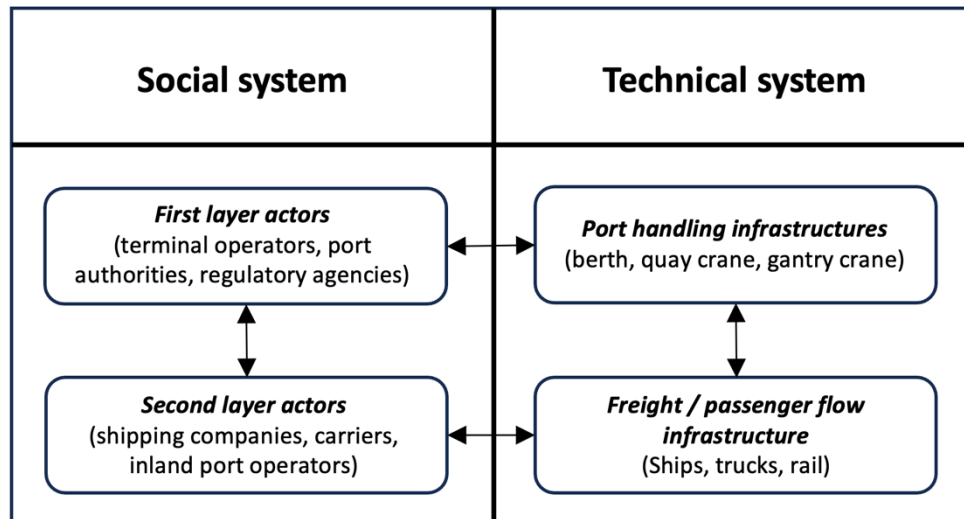 Social system
Technical system
First layer actors
(terminal operators, port
authorities, regulatory agencies)
Port handling infrastructures
(berth, quay crane, gantry crane)
Second layer actors
(shipping companies, carriers,
inland port operators)
Freight / passenger flow
infrastructure
(Ships, trucks, rail)